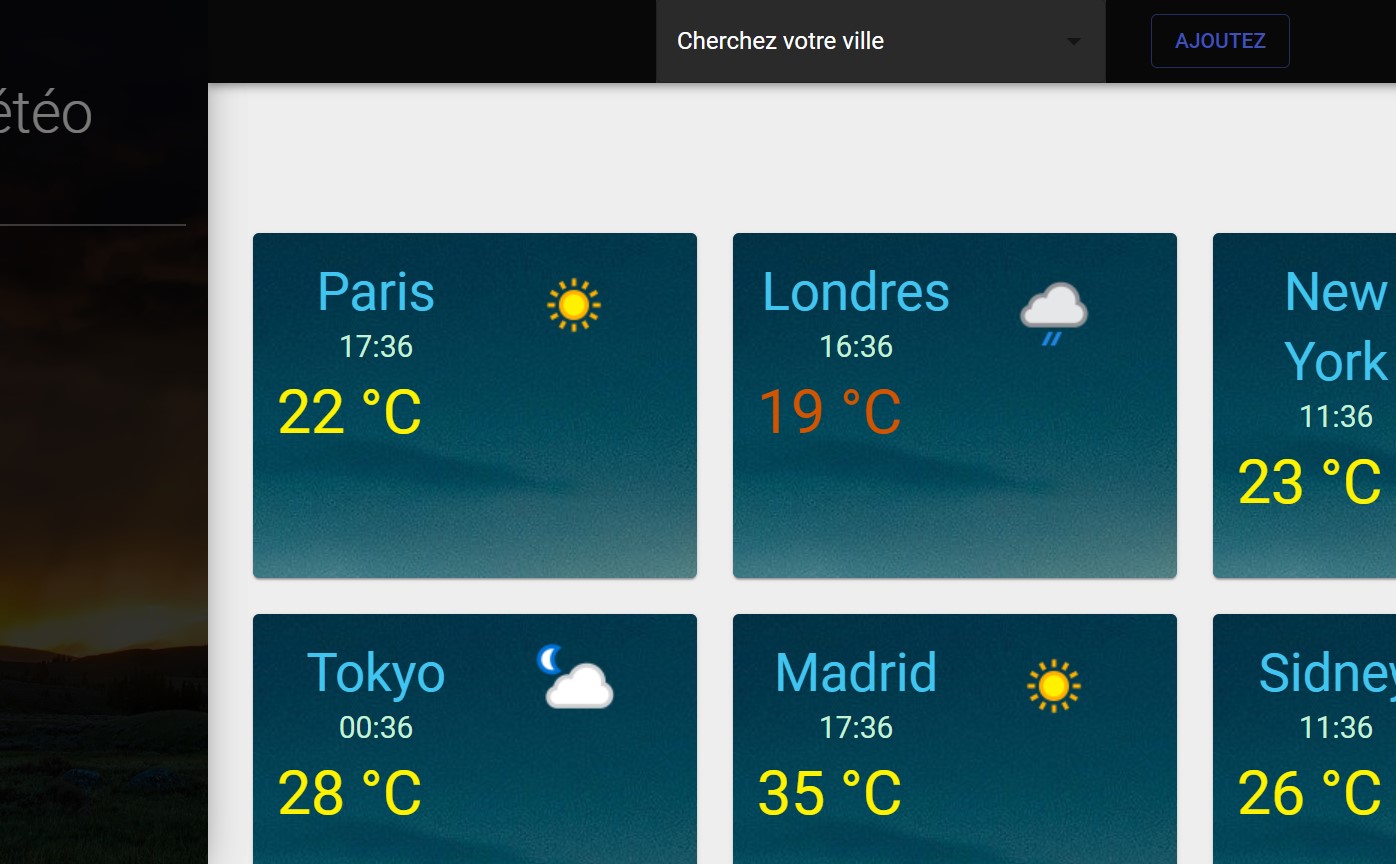 Cherchez votre ville
AJOUTEZ
étéo
Paris
17:36
22 °C
Londres
16:36
19 °C
New
York
11:36
23 °C
Tokyo
00:36
28 °C
Madrid
17:36
35 °C
Sidney
11:36
26 °C